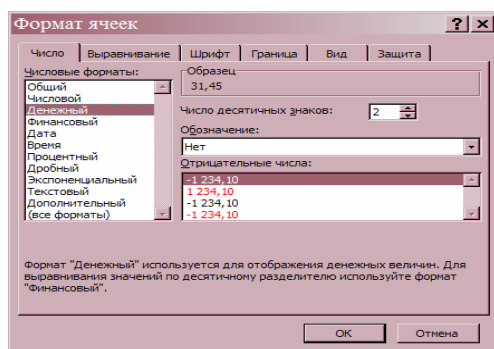 Формат ячеек
Число Выравнивание Шрифт Граница Вид Защита
Числовые форматы:
Общий
Числовой
Денежный
Финансовый
Дата
Время
Процентный
Дробный
Экспоненциальный
Текстовый
Дополнительный
(все форматы)
Образец
31,45
Число десятичных знаков: 2
Обозначение:
Нет
Отрицательные числа:
-1 234,10
1 234,10
-1 234,10
-1 234,10
Формат "Денежный" используется для отображения денежных величин. Для
выравнивания значений по десятичному разделителю используйте формат
"Финансовый".
ОК Отмена